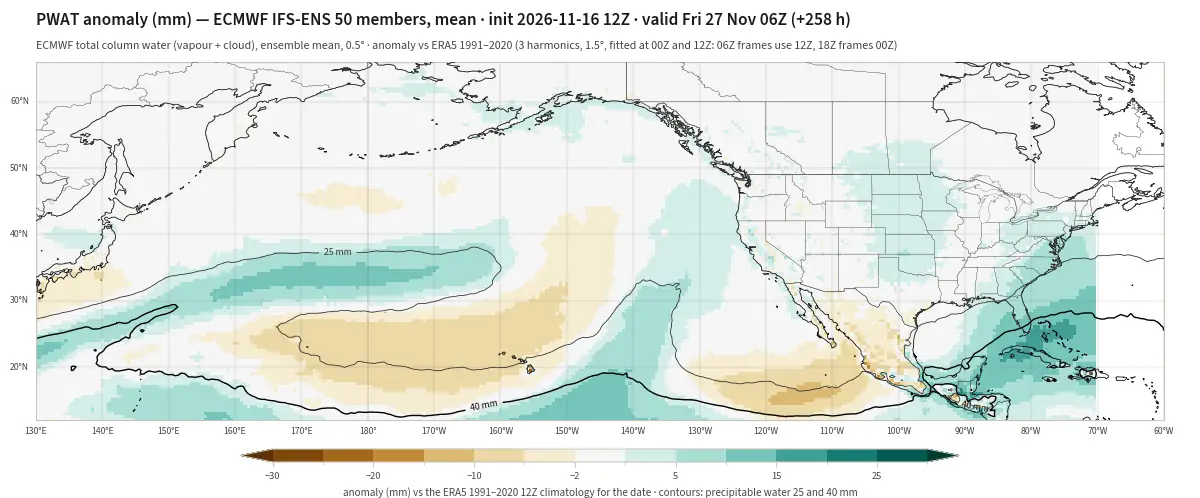 PWAT anomaly (mm) — ECMWF IFS-ENS 50 members, mean · init 2026-11-16 12Z · valid Fri 27 Nov 06Z (+258 h)
ECMWF total column water (vapour + cloud), ensemble mean, 0.5° · anomaly vs ERA5 1991–2020 (3 harmonics, 1.5°, fitted at 00Z and 12Z: 06Z frames use 12Z, 18Z frames 00Z)
60°N
50°N
40°N
30°N
20°N
25 mm
40 mm
40 mm
130°E 140°E 150°E 160°E 170°E 180° 170°W 160°W 150°W 140°W 130°W 120°W 110°W 100°W 90°W 80°W 70°W 60°W
−30 −20 −10 −2 5 15 25
anomaly (mm) vs the ERA5 1991–2020 12Z climatology for the date · contours: precipitable water 25 and 40 mm